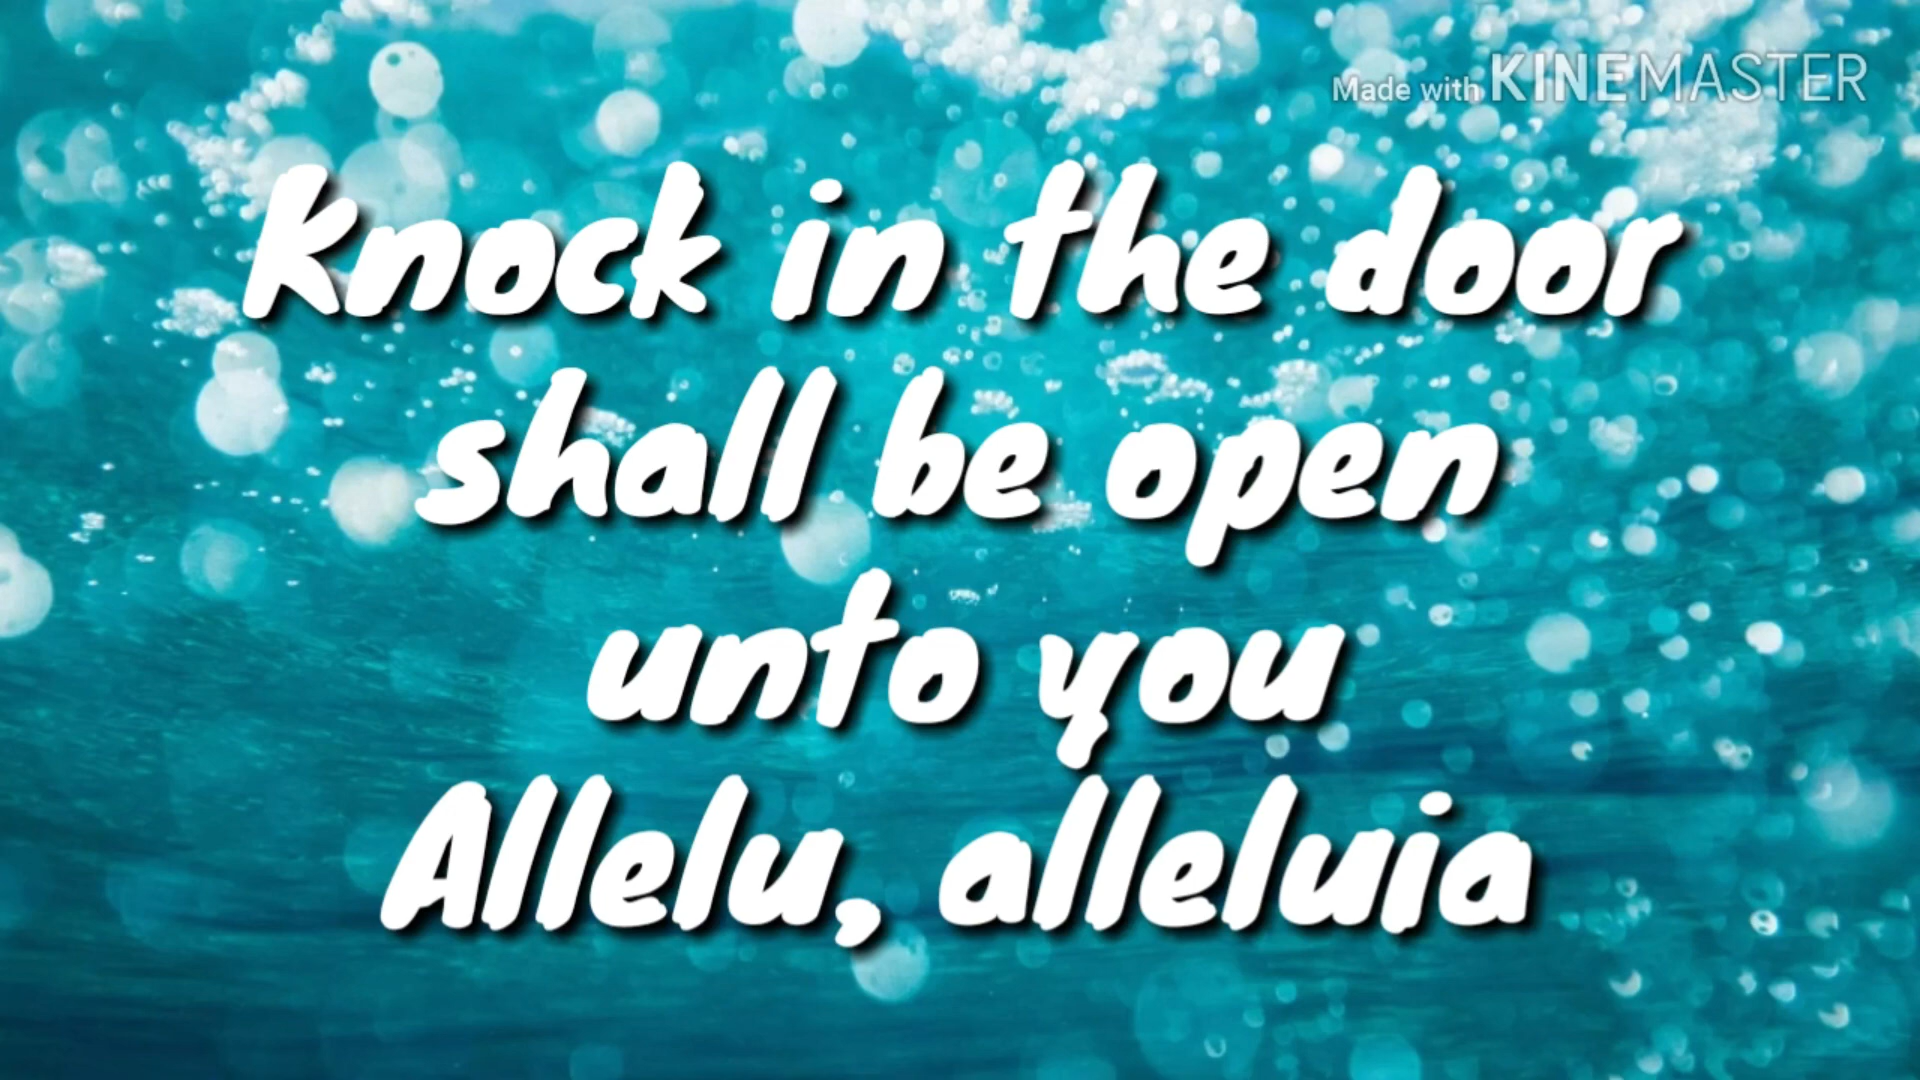 Made with KINEMASTER
Knock in the door
shall be open
unto you
Allelu, alleluia